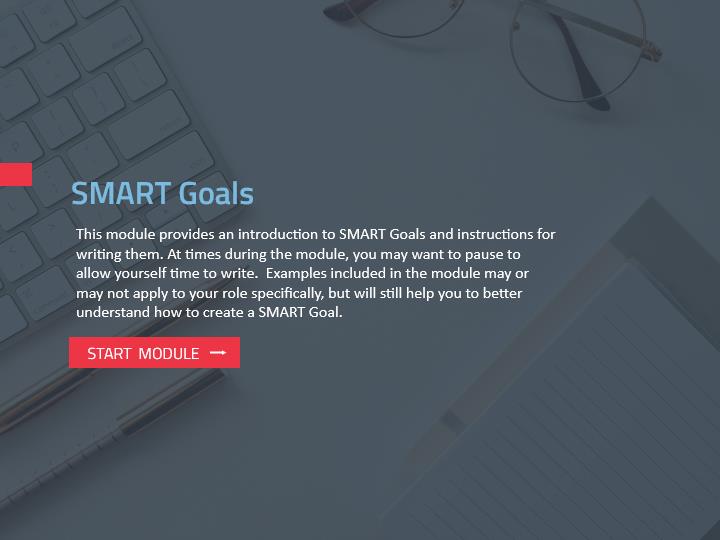 SMART Goals
This module provides an introduction to SMART Goals and instructions for
writing them. At times during the module, you may want to pause to
allow yourself time to write.  Examples included in the module may or
may not apply to your role specifically, but will still help you to better
understand how to create a SMART Goal.
START MODULE